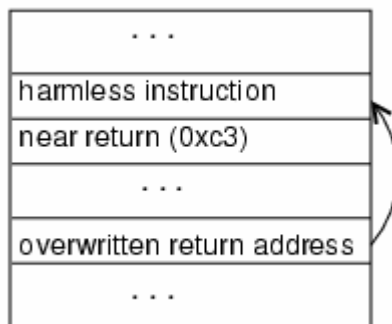 . . .
harmless instruction
near return (0xc3)
. . .
overwritten return address
. . .